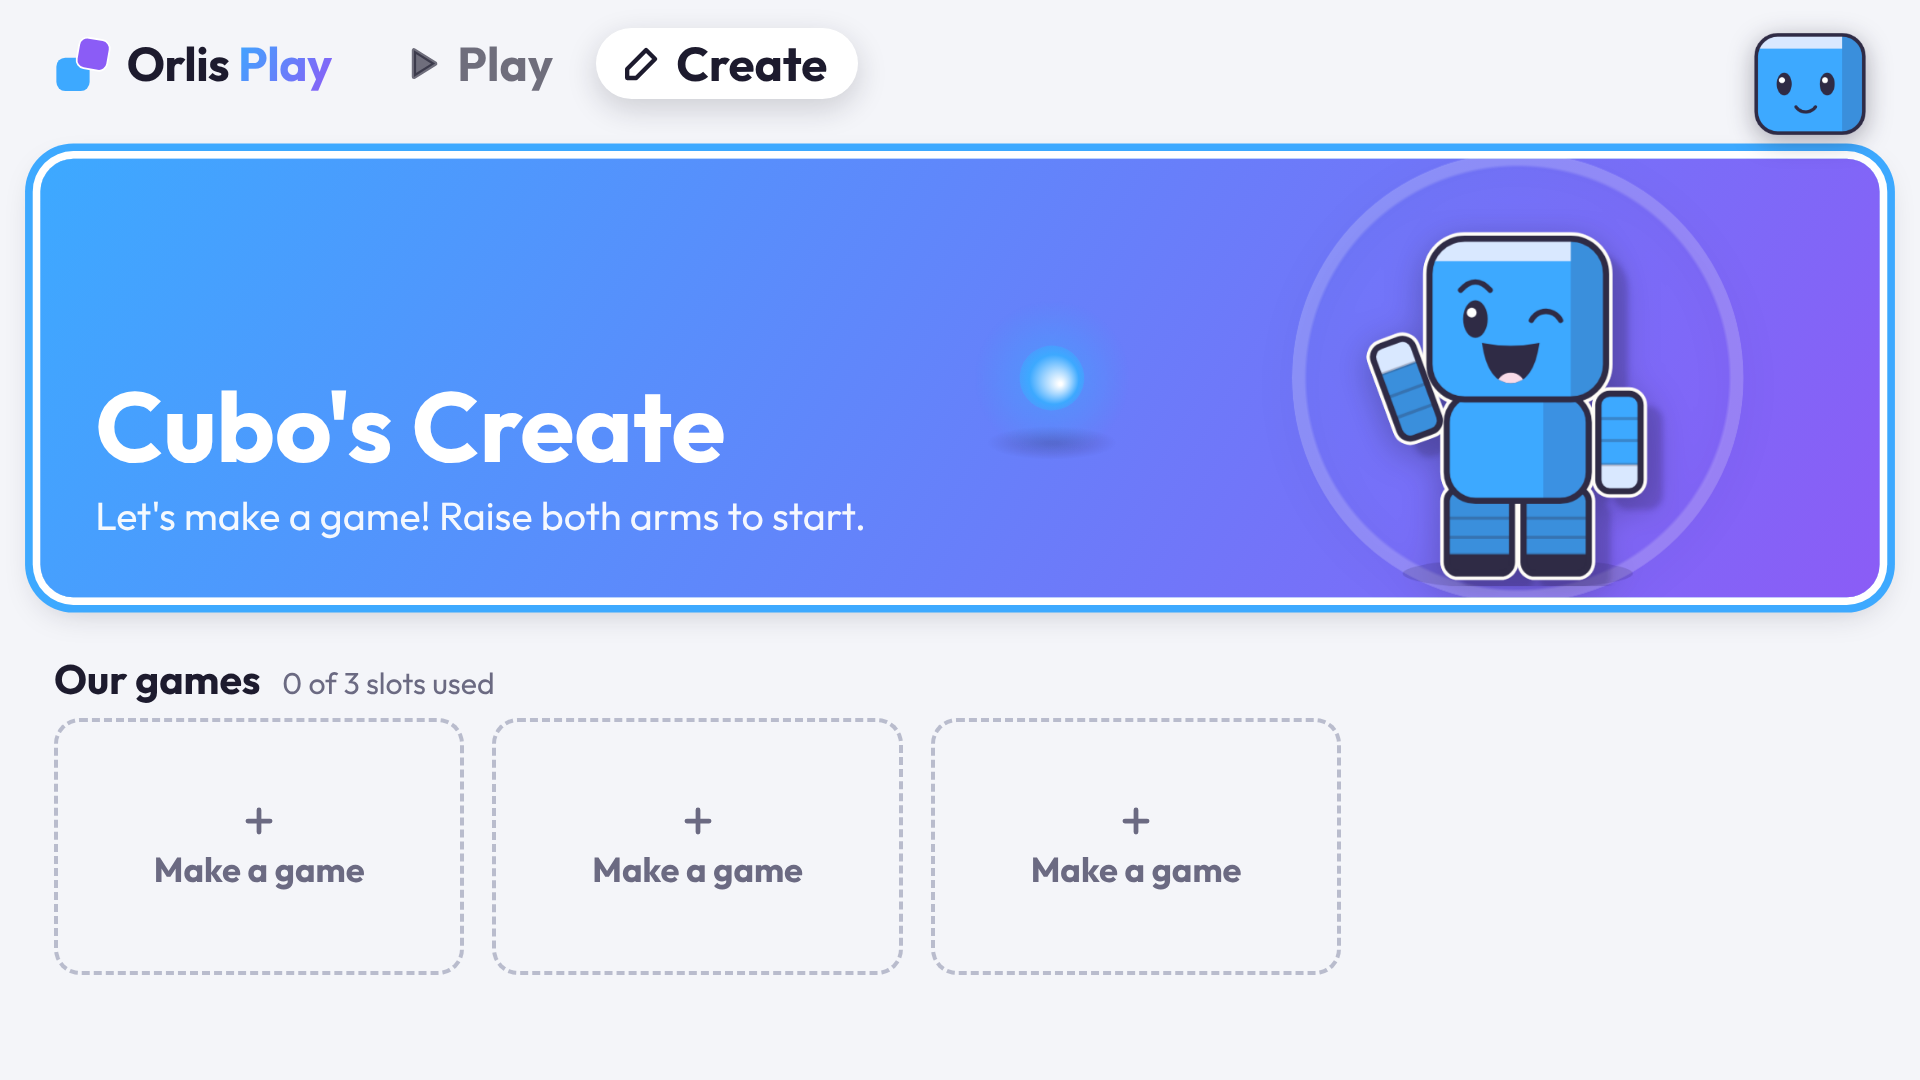 Orlis Play
Play
Create
Cubo's Create
Let's make a game! Raise both arms to start.
Our games 0 of 3 slots used
Make a game
Make a game
Make a game